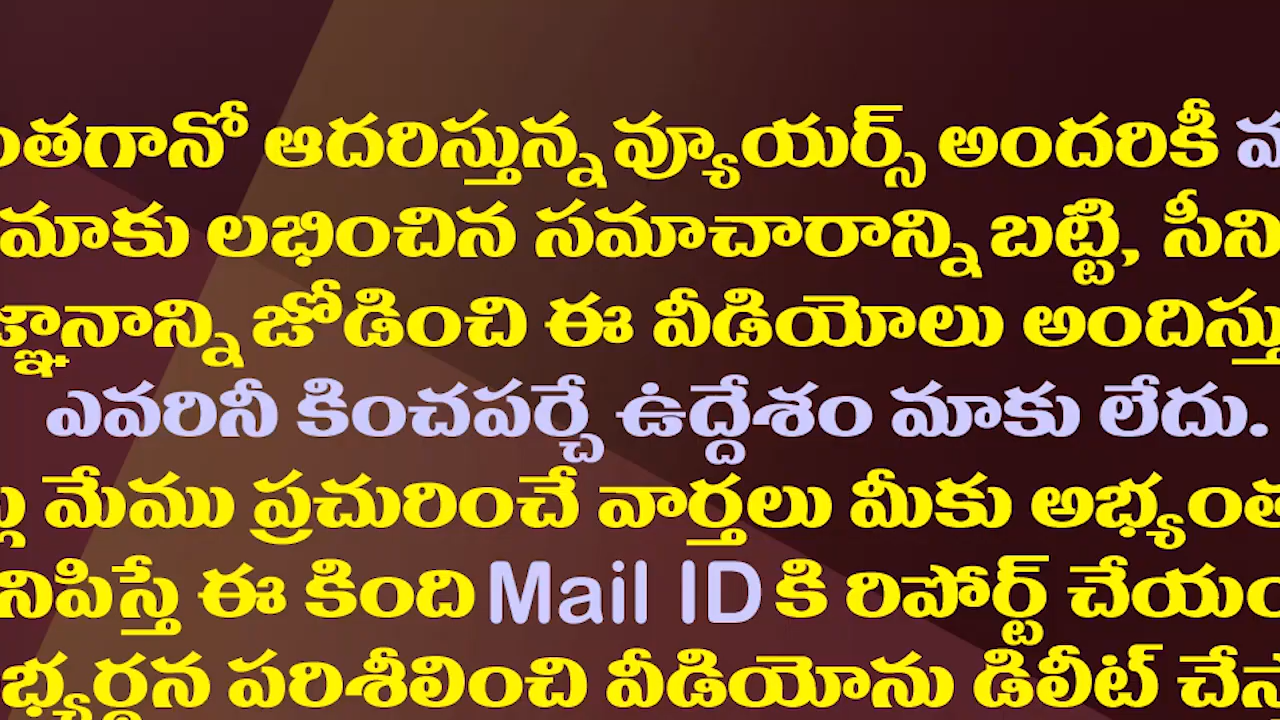 ఆదరిస్తున్న వ్యూయర్స్ అందరికీ
మాకు లభించిన సమాచారాన్ని బట్టి,
జోడించి ఈ వీడియోలు
ఎవరినీ కించపర్చే ఉద్దేశం మాకు లేదు.
మేము ప్రచురించే వార్తలు మీకు
ఈ కింది Mail ID కి రిపోర్ట్
పరిశీలించి వీడియోను డిలీట్